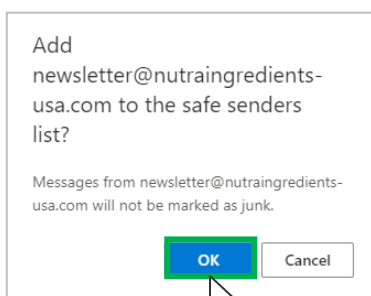 Add
newsletter@nutraingredients-
usa.com to the safe senders
list?
Messages from newsletter@nutraingredients-
usa.com will not be marked as junk.
OK
Cancel